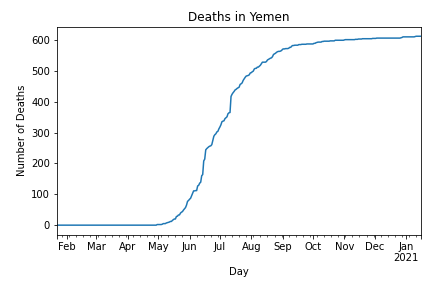 Deaths in Yemen
Number of Deaths
600
500
400
300
200
100
0
Feb Mar Apr May Jun Jul Aug Sep Oct Nov Dec Jan
2021
Day